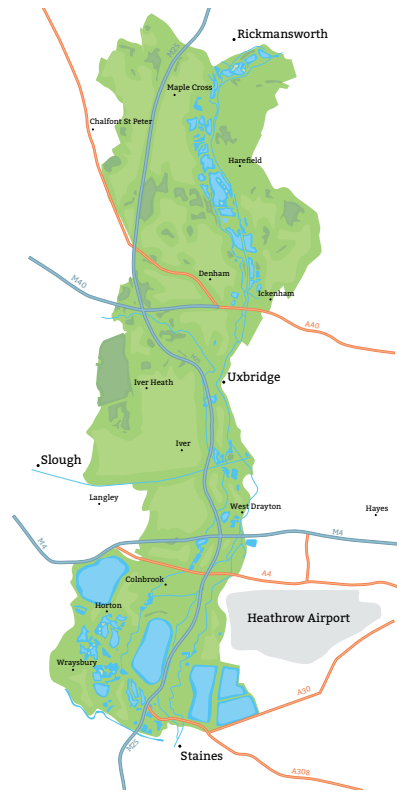 Rickmansworth
M25
Maple Cross
Chalfont St Peter
Harefield
Denham
M40
Ickenham
A40
Uxbridge
Iver Heath
Iver
Slough
Langley
West Drayton
Hayes
M4
M4
A4
Colnbrook
Horton
Heathrow Airport
Wraysbury
A30
M25
Staines
A308